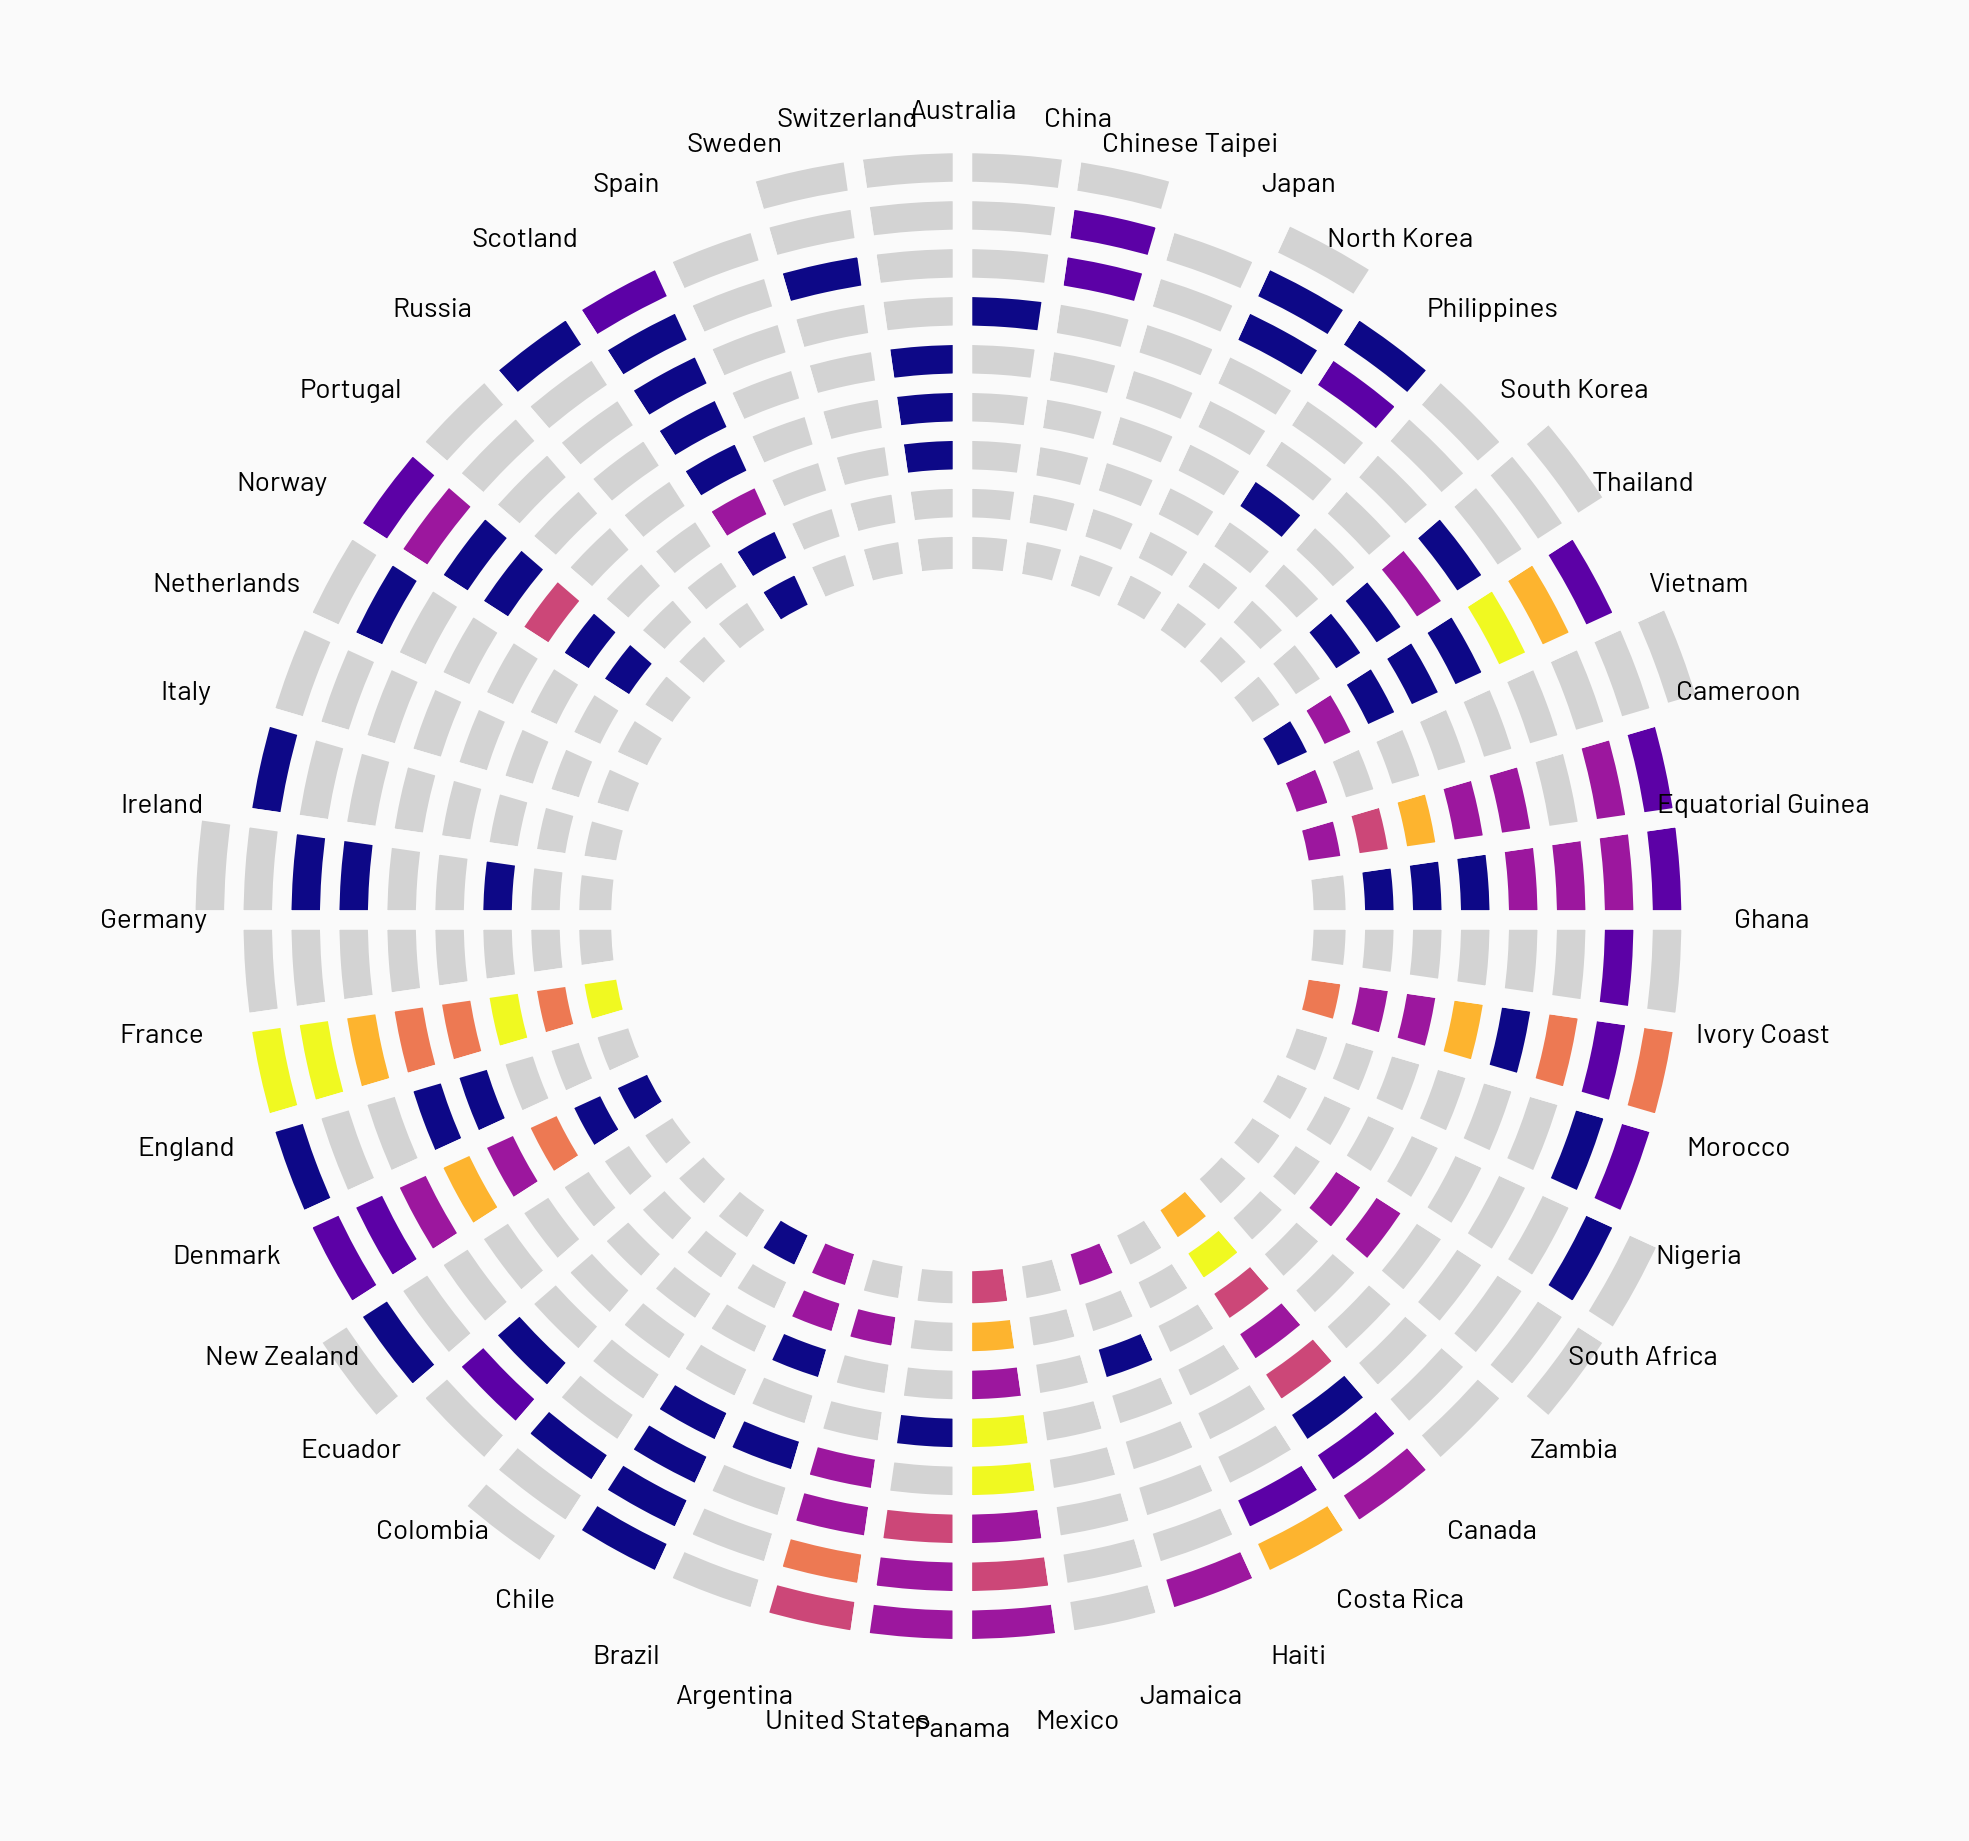 Australia
China
Chinese Taipei
Japan
North Korea
Philippines
South Korea
Thailand
Vietnam
Cameroon
Equatorial Guinea
Ghana
Ivory Coast
Morocco
Nigeria
South Africa
Zambia
Canada
Costa Rica
Haiti
Jamaica
Mexico
Panama
United States
Argentina
Brazil
Chile
Colombia
Ecuador
New Zealand
Denmark
England
France
Germany
Ireland
Italy
Netherlands
Norway
Portugal
Russia
Scotland
Spain
Sweden
Switzerland